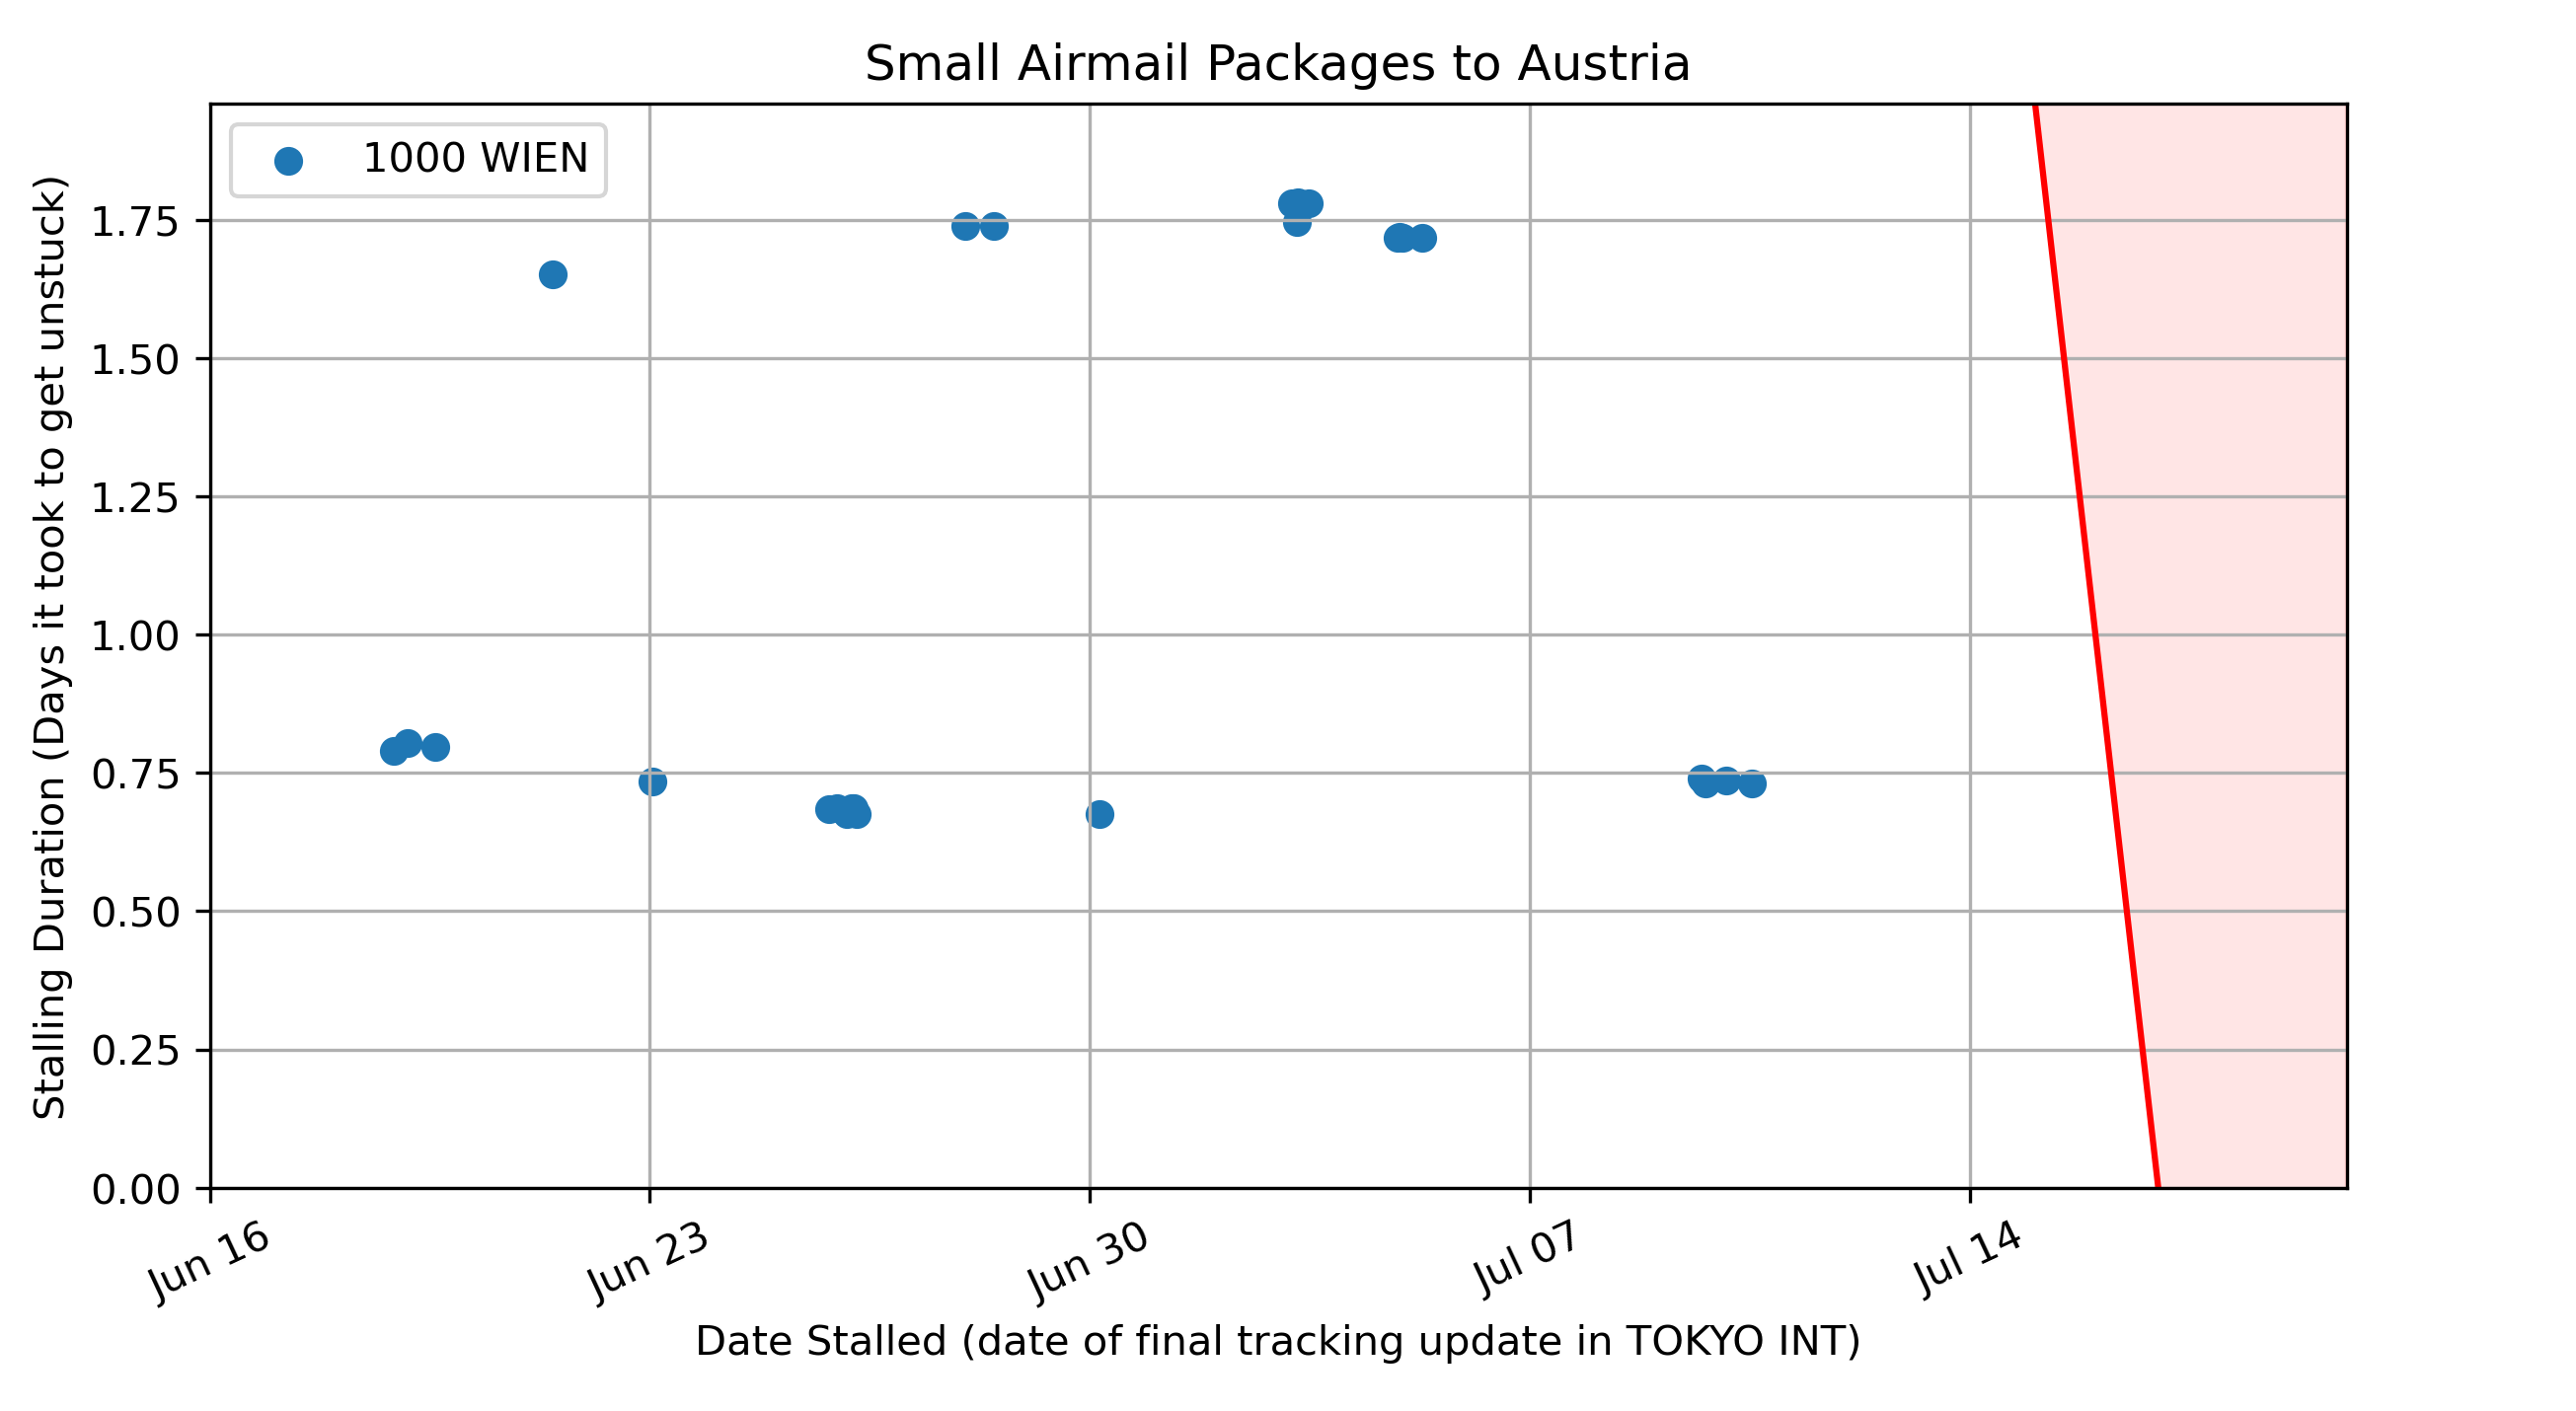 Small Airmail Packages to Austria
1000 WIEN
Stalling Duration (Days it took to get unstuck)
1.75
1.50
1.25
1.00
0.75
0.50
0.25
0.00
Jun 16
Jun 23
Jun 30
Jul 07
Jul 14
Date Stalled (date of final tracking update in TOKYO INT)